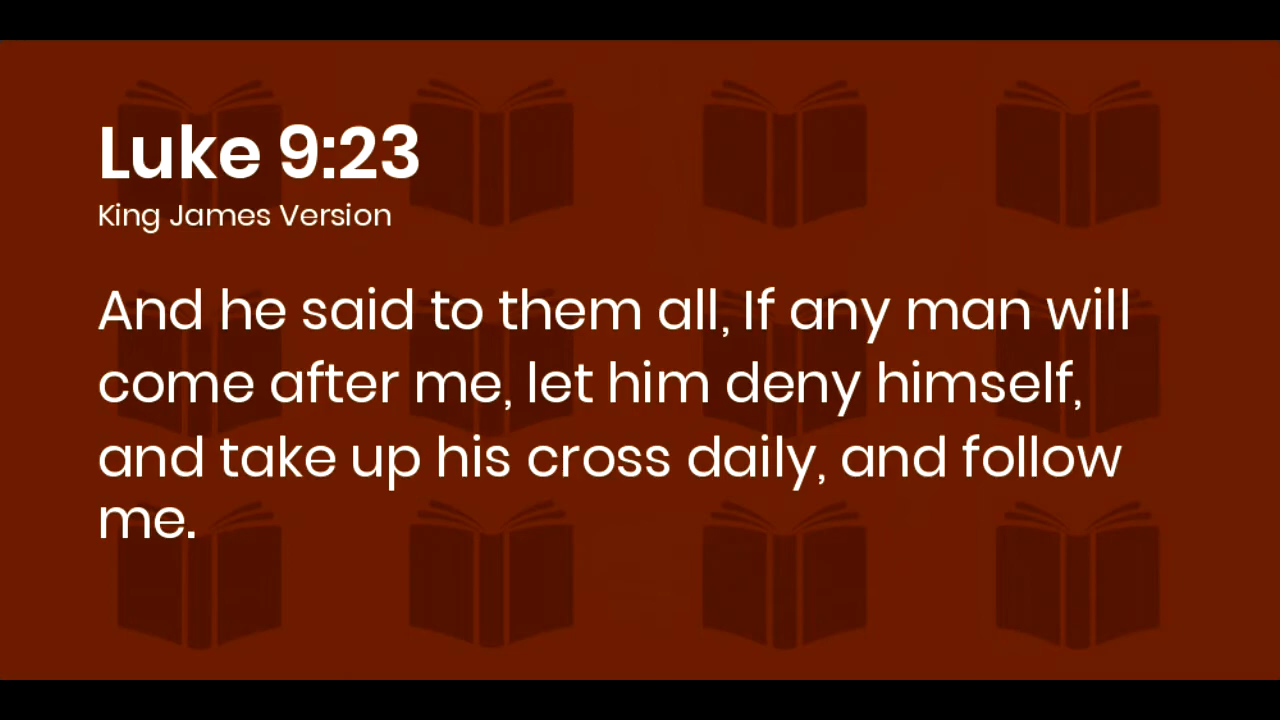 Luke 9:23
King James Version
And he said to them all, If any man will
come after me, let him deny himself,
and take up his cross daily, and follow
me.